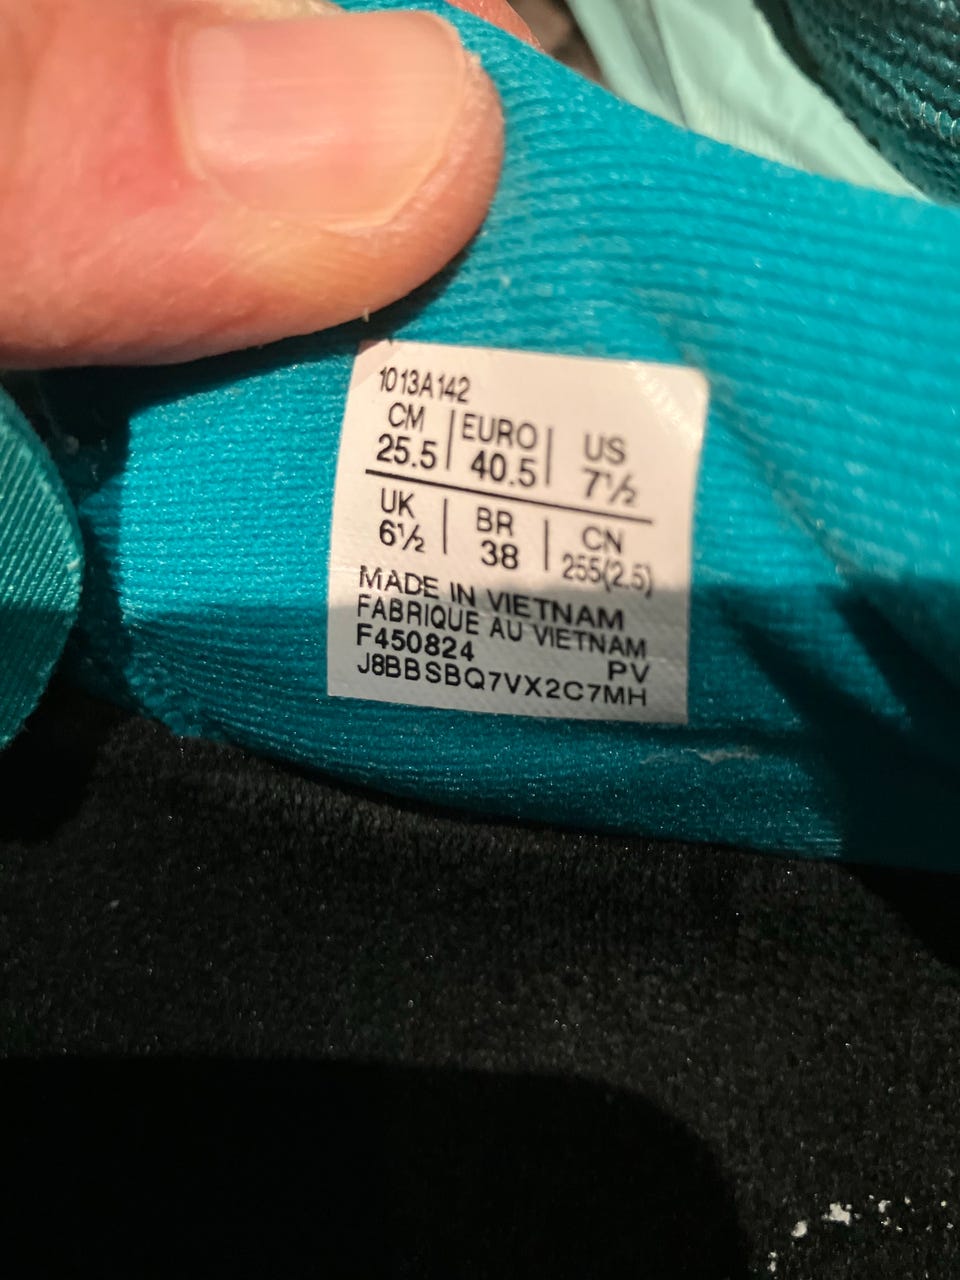 1013A142
CM | EURO | US
25.5 | 40.5 | 7½
UK | BR | CN
6½ | 38 | 255(2.5)
MADE IN VIETNAM
FABRIQUE AU VIETNAM
F450824 PV
J8BBSBQ7VX2C7MH